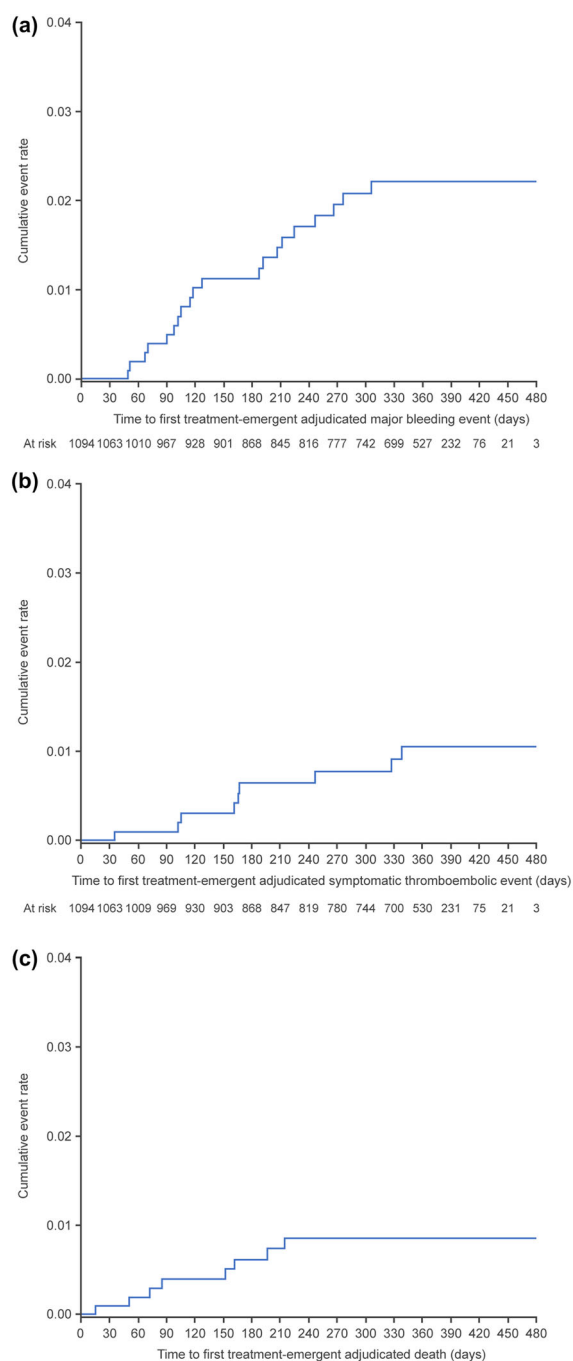 (a)
0.04
0.03
0.02
0.01
0.00
Cumulative event rate
0 30 60 90 120 150 180 210 240 270 300 330 360 390 420 450 480
Time to first treatment-emergent adjudicated major bleeding event (days)
At risk 1094 1063 1010 967 928 901 868 845 816 777 742 699 527 232 76 21 3
(b)
0.04
0.03
0.02
0.01
0.00
Cumulative event rate
0 30 60 90 120 150 180 210 240 270 300 330 360 390 420 450 480
Time to first treatment-emergent adjudicated symptomatic thromboembolic event (days)
At risk 1094 1063 1009 969 930 903 868 847 819 780 744 700 530 231 75 21 3
(c)
0.04
0.03
0.02
0.01
0.00
Cumulative event rate
0 30 60 90 120 150 180 210 240 270 300 330 360 390 420 450 480
Time to first treatment-emergent adjudicated death (days)